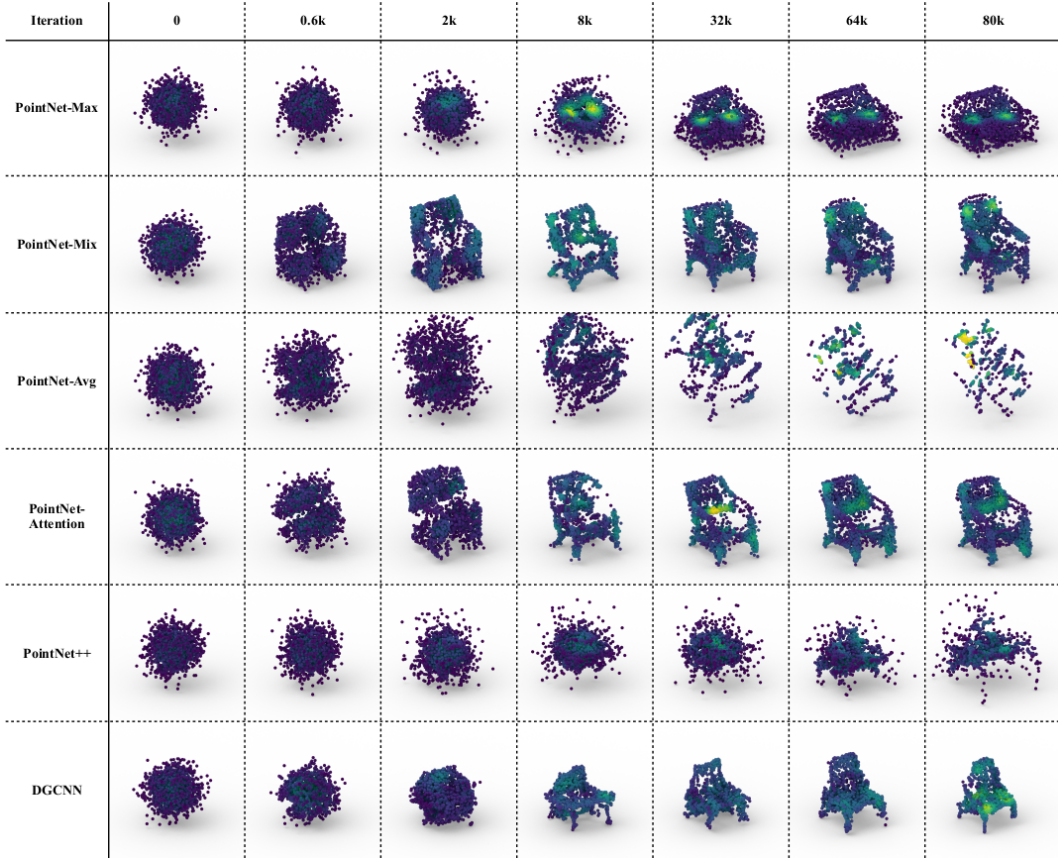 Iteration 0 0.6k 2k 8k 32k 64k 80k
PointNet-Max
PointNet-Mix
PointNet-Avg
PointNet-
Attention
PointNet++
DGCNN